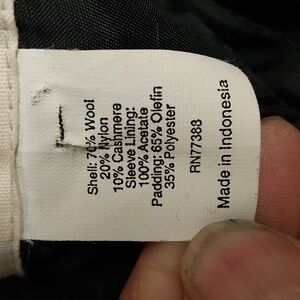 Shell: 70% Wool
20% Nylon
10% Cashmere
Sleeve Lining:
100% Acetate
Padding: 65% Olefin
35% Polyester
RN77388
Made in Indonesia